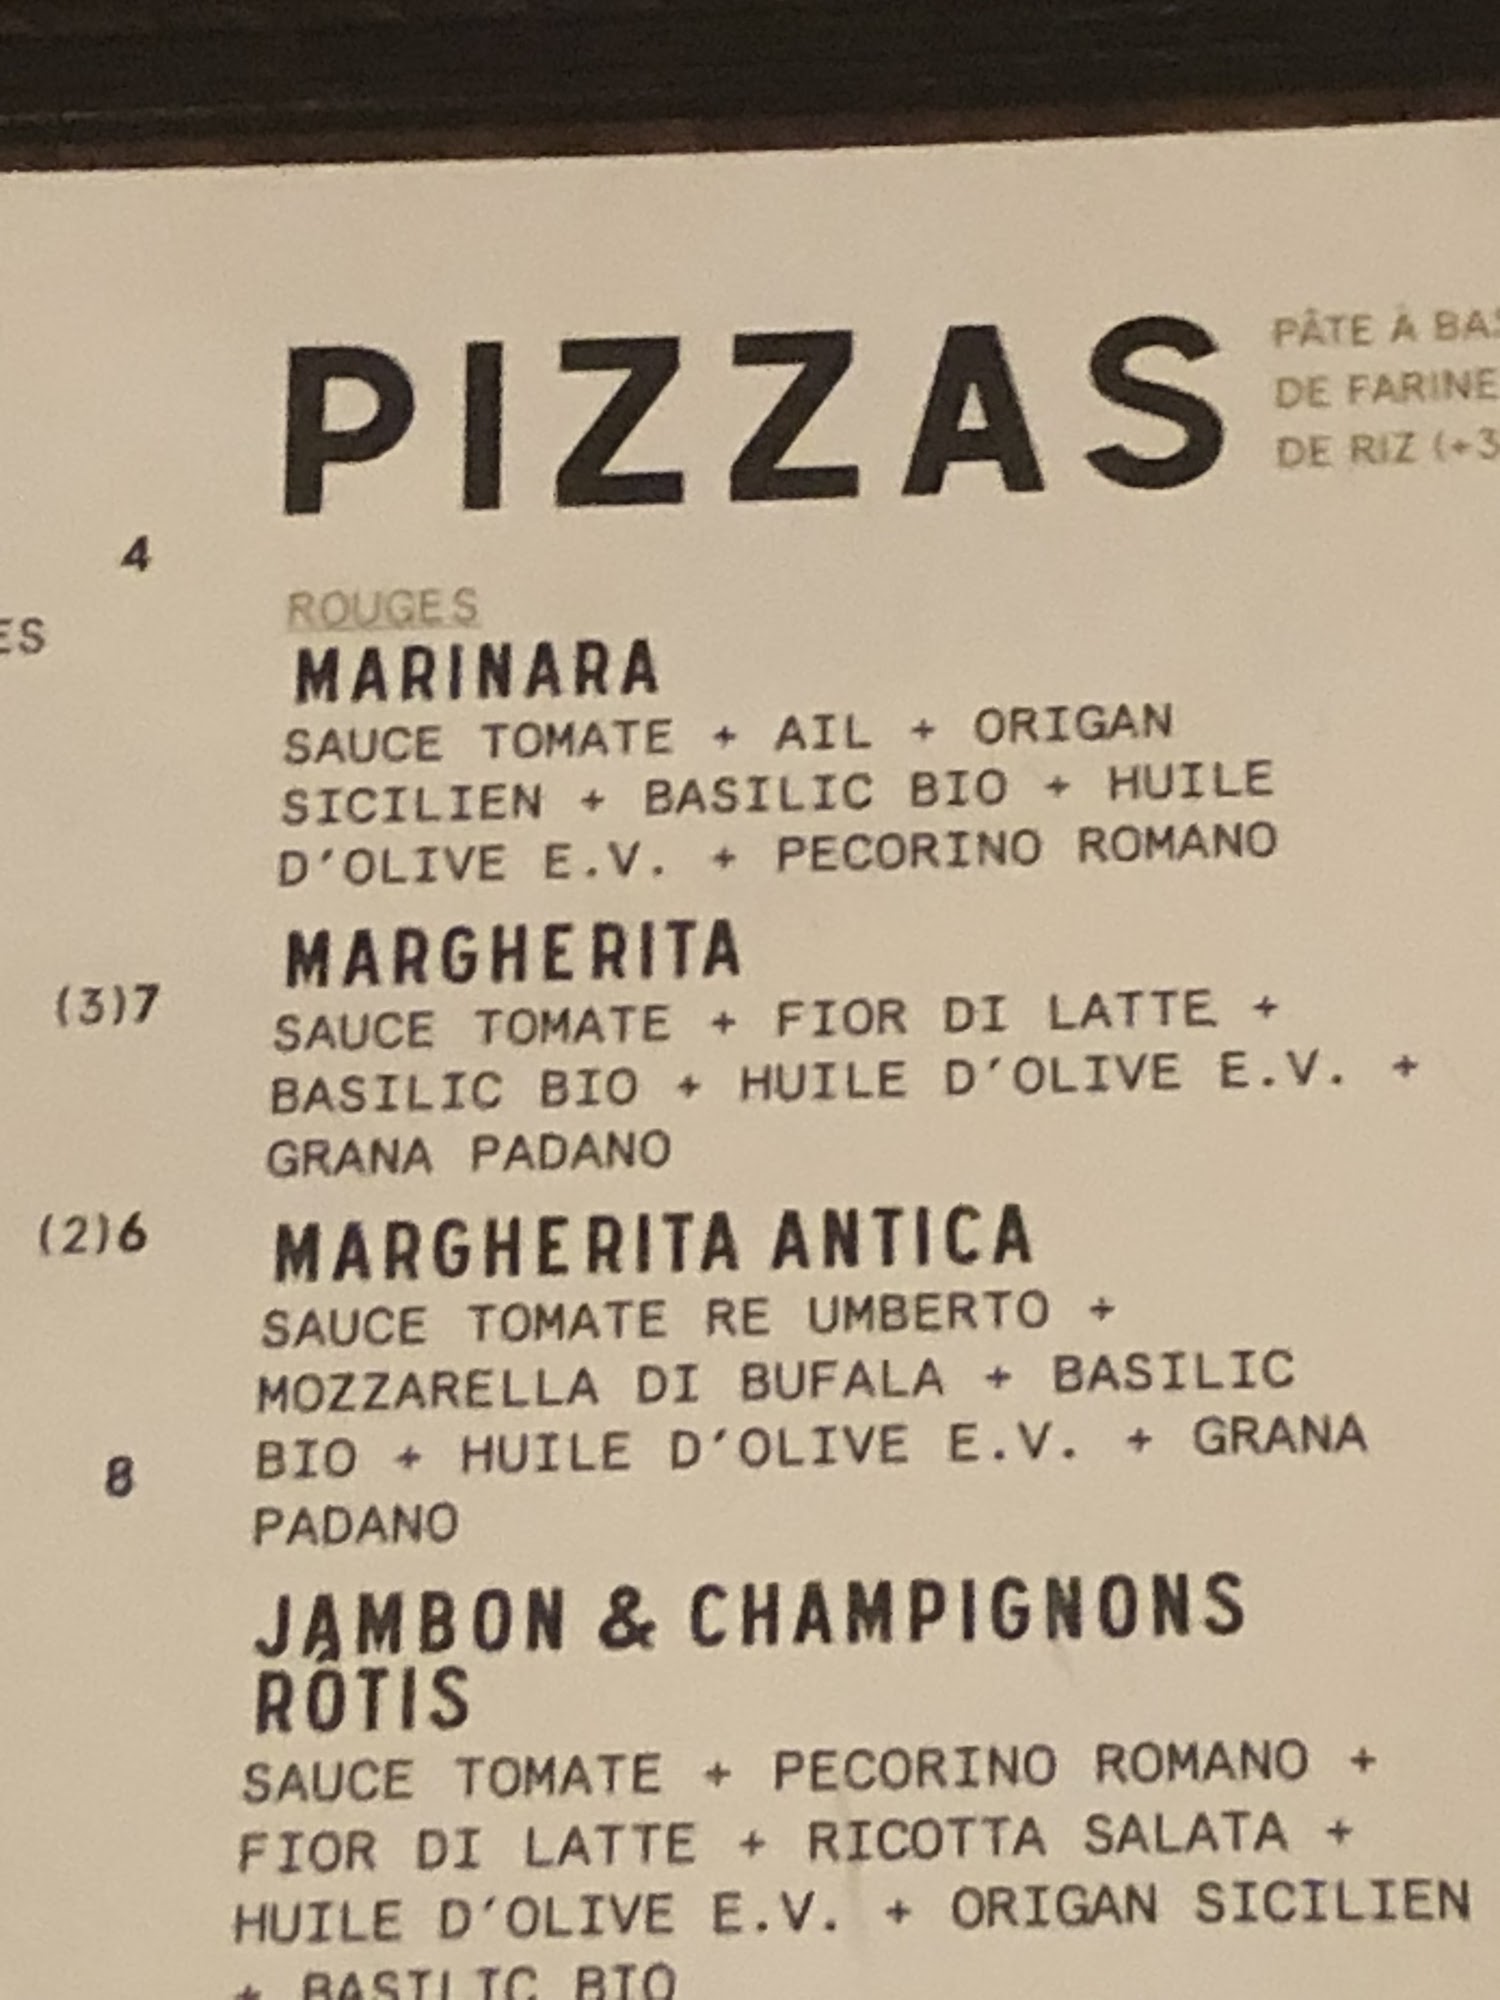 PIZZAS
PÂTE À BAS
DE FARINE
DE RIZ (+3
4
ES
(3)7
(2)6
8
ROUGES
MARINARA
SAUCE TOMATE + AIL + ORIGAN
SICILIEN + BASILIC BIO + HUILE
D'OLIVE E.V. + PECORINO ROMANO
MARGHERITA
SAUCE TOMATE + FIOR DI LATTE +
BASILIC BIO + HUILE D'OLIVE E.V. +
GRANA PADANO
MARGHERITA ANTICA
SAUCE TOMATE RE UMBERTO +
MOZZARELLA DI BUFALA + BASILIC
BIO + HUILE D'OLIVE E.V. + GRANA
PADANO
JAMBON & CHAMPIGNONS
RÔTIS
SAUCE TOMATE + PECORINO ROMANO +
FIOR DI LATTE + RICOTTA SALATA +
HUILE D'OLIVE E.V. + ORIGAN SICILIEN
+ BASILIC BIO